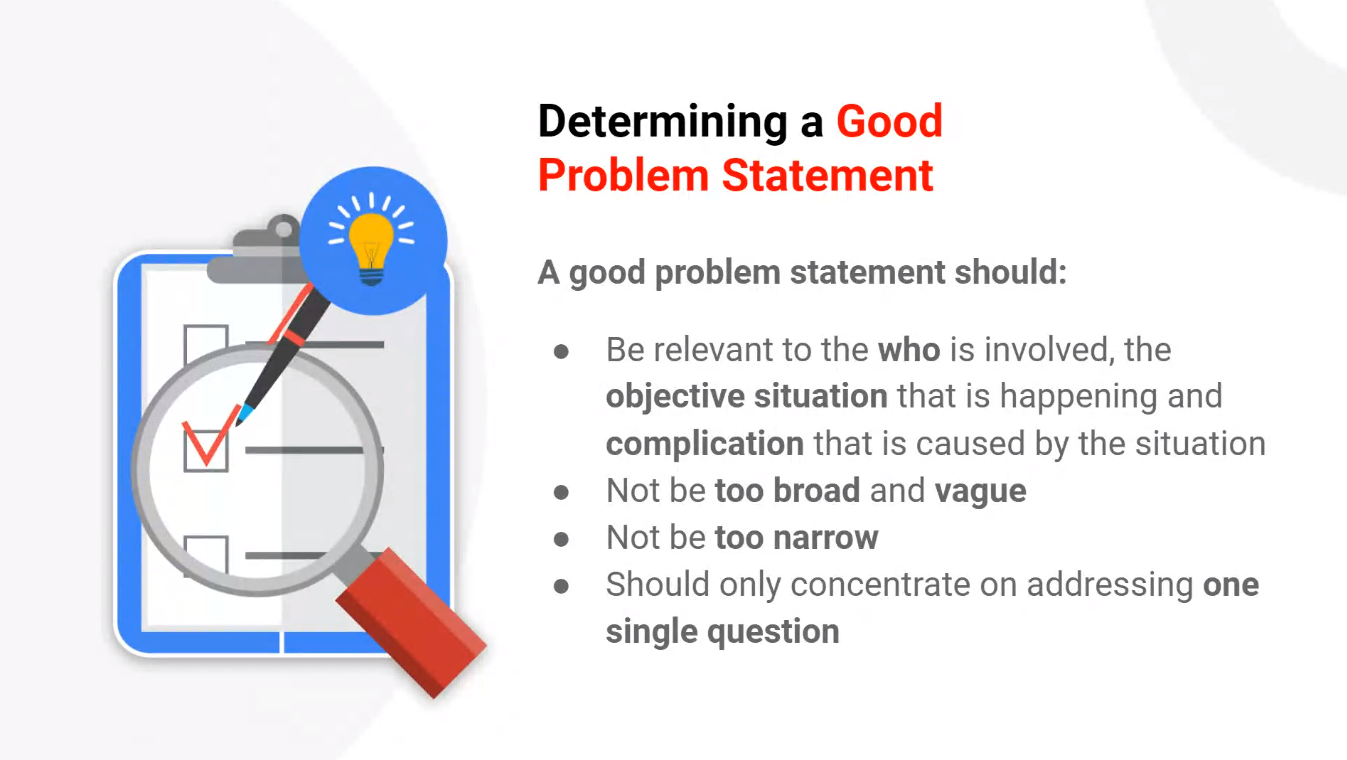 Determining a Good
Problem Statement
A good problem statement should:
● Be relevant to the who is involved, the
objective situation that is happening and
complication that is caused by the situation
● Not be too broad and vague
● Not be too narrow
● Should only concentrate on addressing one
single question